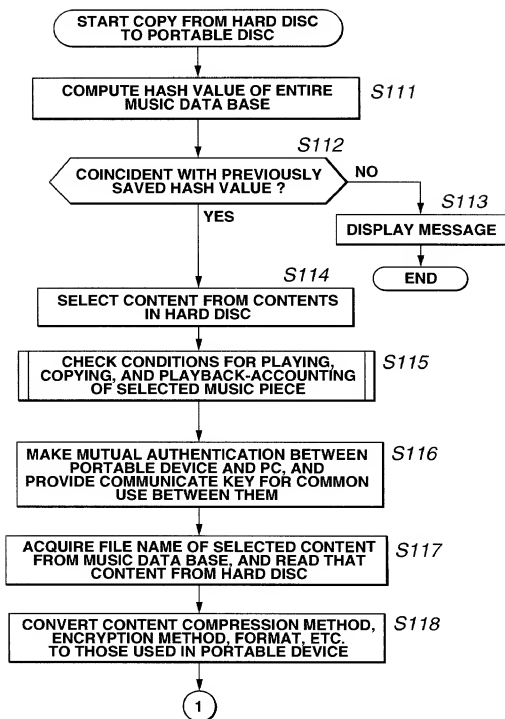 START COPY FROM HARD DISC
TO PORTABLE DISC
COMPUTE HASH VALUE OF ENTIRE
MUSIC DATA BASE
S111
S112
COINCIDENT WITH PREVIOUSLY
SAVED HASH VALUE ?
NO
YES
S113
DISPLAY MESSAGE
END
S114
SELECT CONTENT FROM CONTENTS
IN HARD DISC
CHECK CONDITIONS FOR PLAYING,
COPYING, AND PLAYBACK-ACCOUNTING
OF SELECTED MUSIC PIECE
S115
MAKE MUTUAL AUTHENTICATION BETWEEN
PORTABLE DEVICE AND PC, AND
PROVIDE COMMUNICATE KEY FOR COMMON
USE BETWEEN THEM
S116
ACQUIRE FILE NAME OF SELECTED CONTENT
FROM MUSIC DATA BASE, AND READ THAT
CONTENT FROM HARD DISC
S117
CONVERT CONTENT COMPRESSION METHOD,
ENCRYPTION METHOD, FORMAT, ETC.
TO THOSE USED IN PORTABLE DEVICE
S118
1